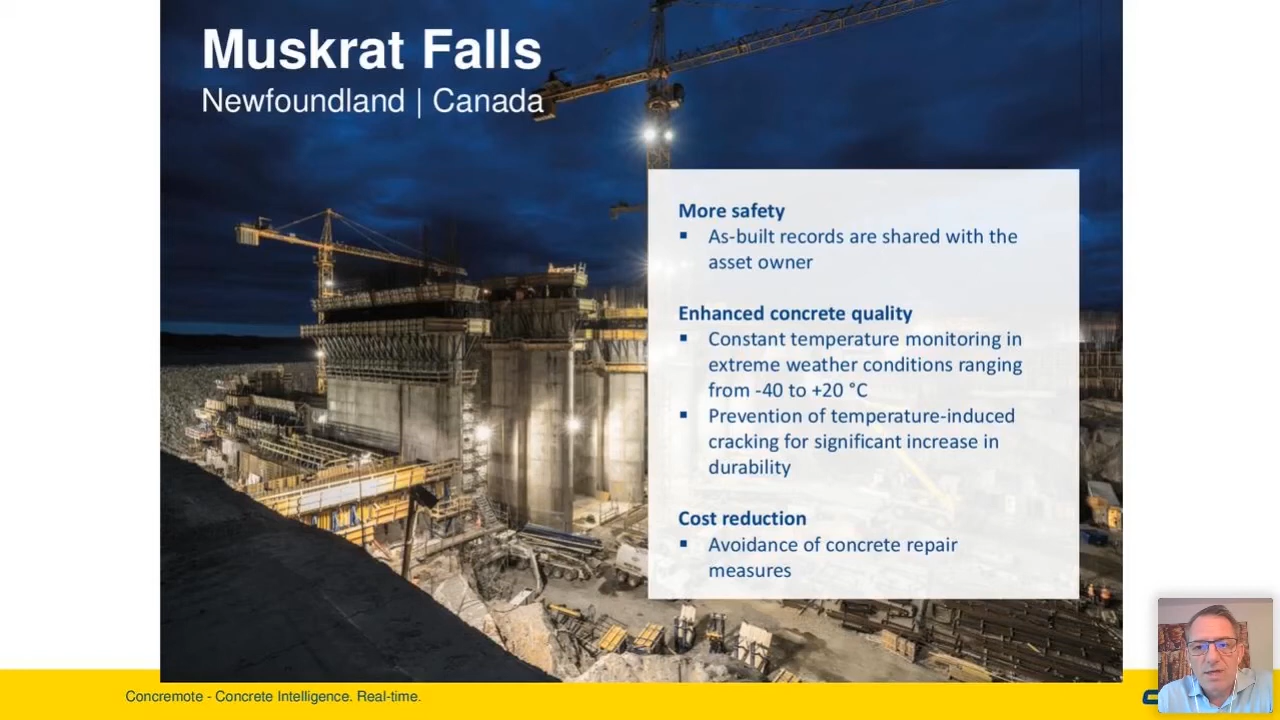 Muskrat Falls
Newfoundland | Canada
More safety
▪ As-built records are shared with the
asset owner
Enhanced concrete quality
▪ Constant temperature monitoring in
extreme weather conditions ranging
from -40 to +20 °C
▪ Prevention of temperature-induced
cracking for significant increase in
durability
Cost reduction
▪ Avoidance of concrete repair
measures
Concremote - Concrete Intelligence. Real-time.